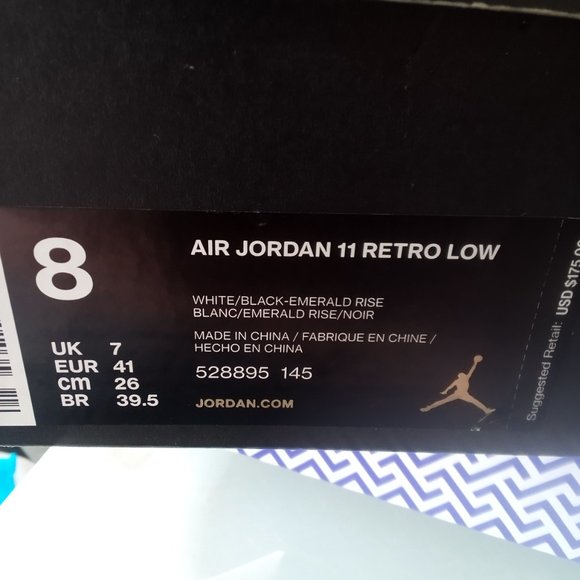 8
UK 7
EUR 41
cm 26
BR 39.5
AIR JORDAN 11 RETRO LOW
WHITE/BLACK-EMERALD RISE
BLANC/EMERALD RISE/NOIR
MADE IN CHINA / FABRIQUE EN CHINE /
HECHO EN CHINA
528895 145
JORDAN.COM
Suggested Retail: USD $175.00